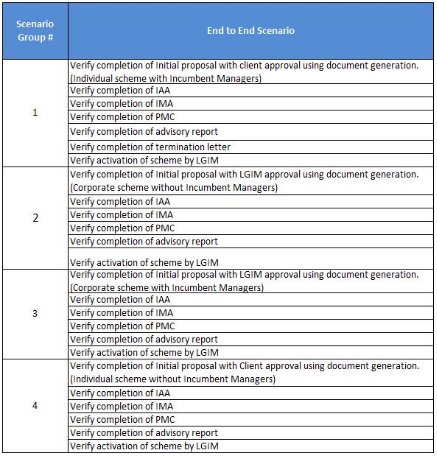 Scenario
Group #
End to End Scenario
1
Verify completion of Initial proposal with client approval using document generation.
(Individual scheme with Incumbent Managers)
Verify completion of IAA
Verify completion of IMA
Verify completion of PMC
Verify completion of advisory report
Verify completion of termination letter
Verify activation of scheme by LGIM
2
Verify completion of Initial proposal with LGIM approval using document generation.
(Corporate scheme without Incumbent Managers)
Verify completion of IAA
Verify completion of IMA
Verify completion of PMC
Verify completion of advisory report
Verify activation of scheme by LGIM
3
Verify completion of Initial proposal with LGIM approval using document generation.
(Corporate scheme with Incumbent Managers)
Verify completion of IAA
Verify completion of IMA
Verify completion of PMC
Verify completion of advisory report
Verify activation of scheme by LGIM
4
Verify completion of Initial proposal with Client approval using document generation.
(Individual scheme without Incumbent Managers)
Verify completion of IAA
Verify completion of IMA
Verify completion of PMC
Verify completion of advisory report
Verify activation of scheme by LGIM